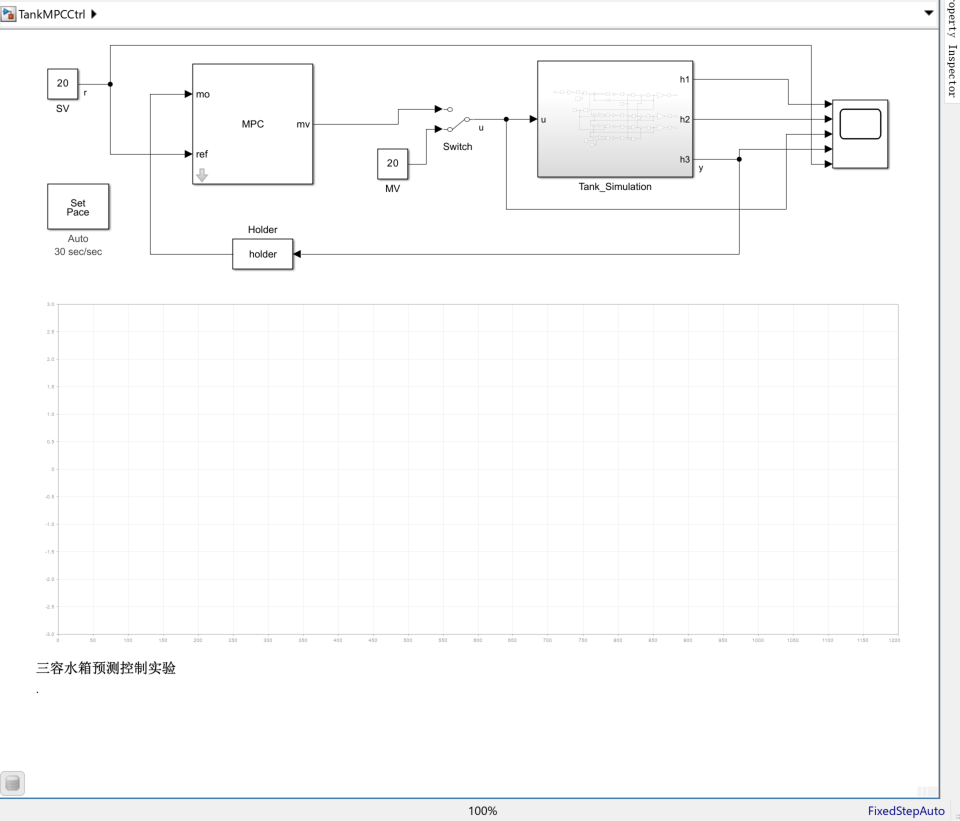 TankMPCCtrl
Property Inspector
20
SV
r
mo
MPC
mv
ref
20
MV
Switch
u
u
h1
h2
h3
y
Tank_Simulation
Set
Pace
Auto
30 sec/sec
Holder
holder
3.0
2.5
2.0
1.5
1.0
0.5
0
-0.5
-1.0
-1.5
-2.0
-2.5
-3.0
0 50 100 150 200 250 300 350 400 450 500 550 600 650 700 750 800 850 900 950 1000 1050 1100 1150 1200
三容水箱预测控制实验
.
100%
FixedStepAuto